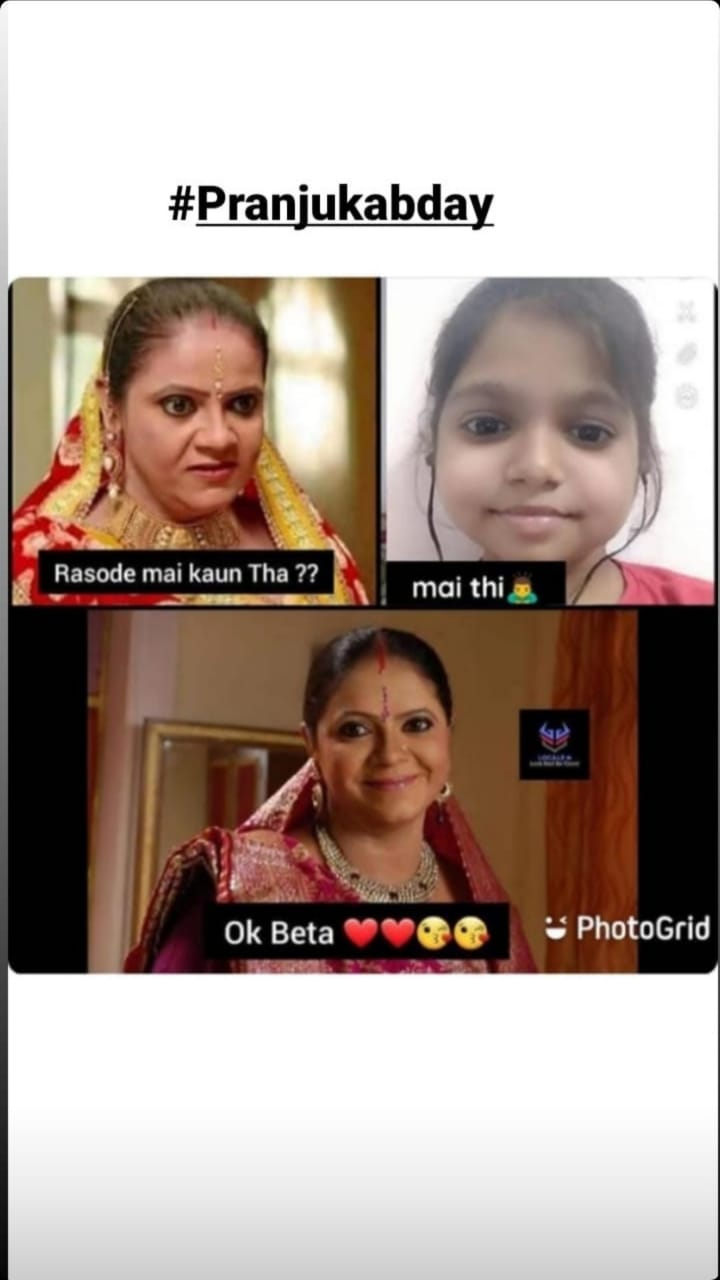 #Pranjukabday
Rasode mai kaun Tha ??
mai thi🙇‍♂️
Ok Beta ❤️❤️😘😘
PhotoGrid